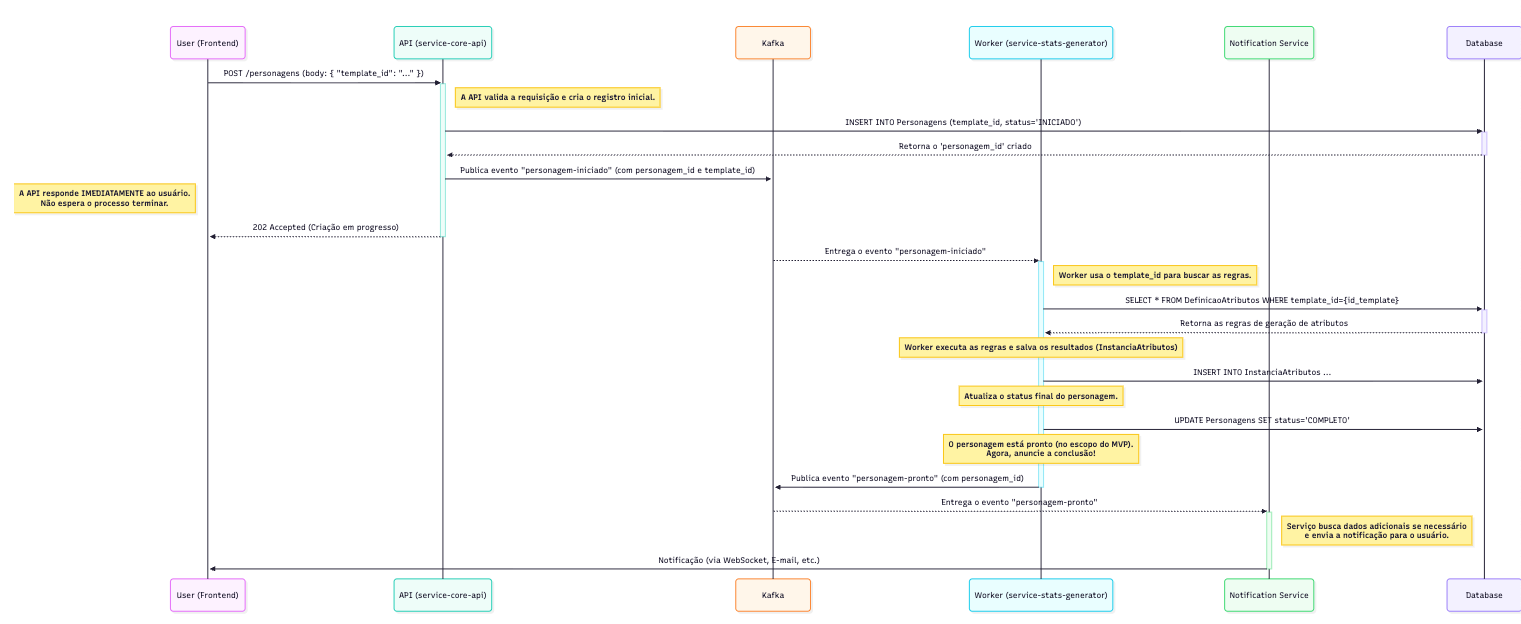 User (Frontend)
API (service-core-api)
Kafka
Worker (service-stats-generator)
Notification Service
Database
POST /personagens (body: { "template_id": "..." })
A API valida a requisição e cria o registro inicial.
INSERT INTO Personagens (template_id, status='INICIADO')
Retorna o 'personagem_id' criado
Publica evento "personagem-iniciado" (com personagem_id e template_id)
A API responde IMEDIATAMENTE ao usuário.
Não espera o processo terminar.
202 Accepted (Criação em progresso)
Entrega o evento "personagem-iniciado"
Worker usa o template_id para buscar as regras.
SELECT * FROM DefinicaoAtributos WHERE template_id={id_template}
Retorna as regras de geração de atributos
Worker executa as regras e salva os resultados (InstanciaAtributos)
INSERT INTO InstanciaAtributos ...
Atualiza o status final do personagem.
UPDATE Personagens SET status='COMPLETO'
O personagem está pronto (no escopo do MVP).
Agora, anuncie a conclusão!
Publica evento "personagem-pronto" (com personagem_id)
Entrega o evento "personagem-pronto"
Serviço busca dados adicionais se necessário
e envia a notificação para o usuário.
Notificação (via WebSocket, E-mail, etc.)
User (Frontend)
API (service-core-api)
Kafka
Worker (service-stats-generator)
Notification Service
Database